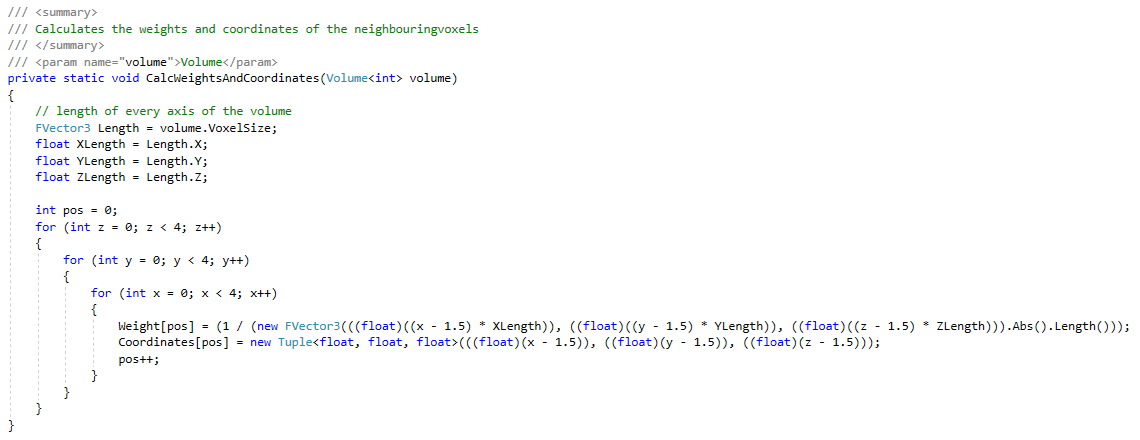 /// <summary>
/// Calculates the weights and coordinates of the neighbouringvoxels
/// </summary>
/// <param name="volume">Volume</param>
private static void CalcWeightsAndCoordinates(Volume<int> volume)
{
    // length of every axis of the volume
    FVector3 Length = volume.VoxelSize;
    float XLength = Length.X;
    float YLength = Length.Y;
    float ZLength = Length.Z;

    int pos = 0;
    for (int z = 0; z < 4; z++)
    {
        for (int y = 0; y < 4; y++)
        {
            for (int x = 0; x < 4; x++)
            {
                Weight[pos] = (1 / (new FVector3(((float)((x - 1.5) * XLength)), ((float)((y - 1.5) * YLength)), ((float)((z - 1.5) * ZLength))).Abs().Length()));
                Coordinates[pos] = new Tuple<float, float, float>(((float)(x - 1.5)), ((float)(y - 1.5)), ((float)(z - 1.5)));
                pos++;
            }
        }
    }
}